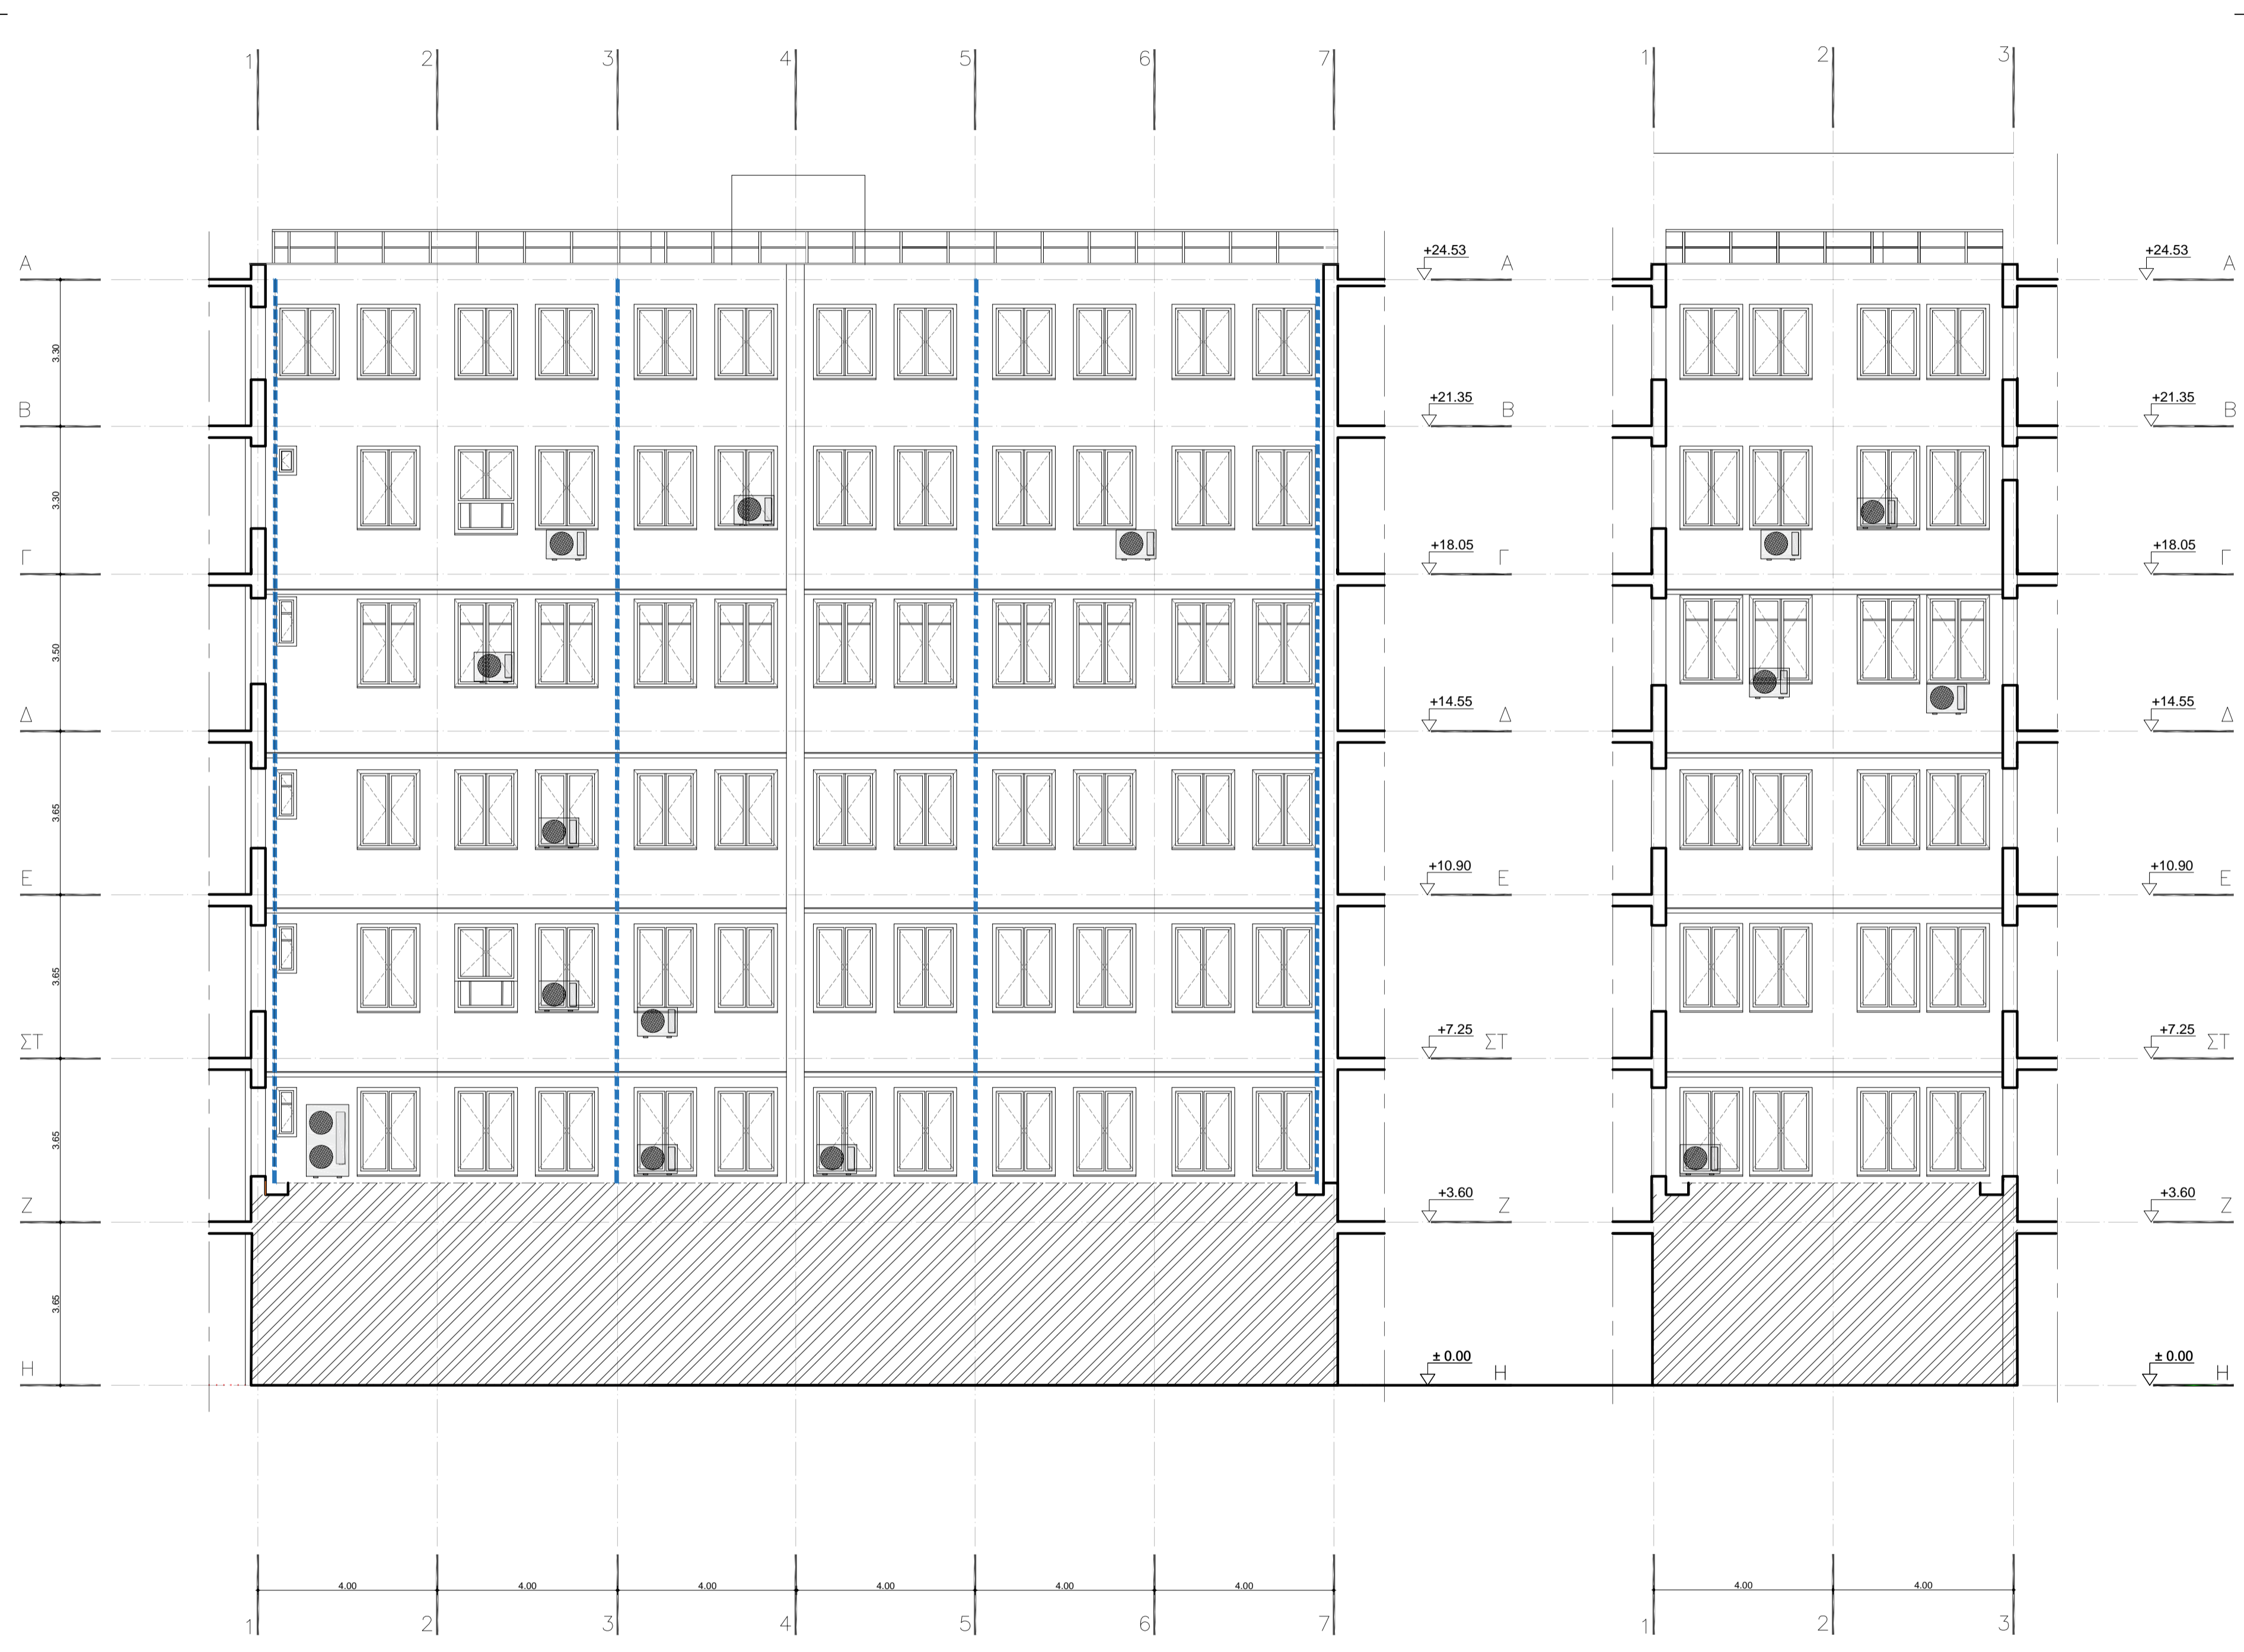 1 2 3 4 5 6 7 1 2 3
Α +24.53 Α +24.53 Α
3.30
Β +21.35 Β +21.35 Β
3.30
Γ +18.05 Γ +18.05 Γ
3.50
Δ +14.55 Δ +14.55 Δ
3.65
Ε +10.90 Ε +10.90 Ε
3.65
ΣΤ +7.25 ΣΤ +7.25 ΣΤ
3.65
Ζ +3.60 Ζ +3.60 Ζ
3.65
Η ± 0.00 Η ± 0.00 Η
4.00 4.00 4.00 4.00 4.00 4.00 4.00 4.00
1 2 3 4 5 6 7 1 2 3